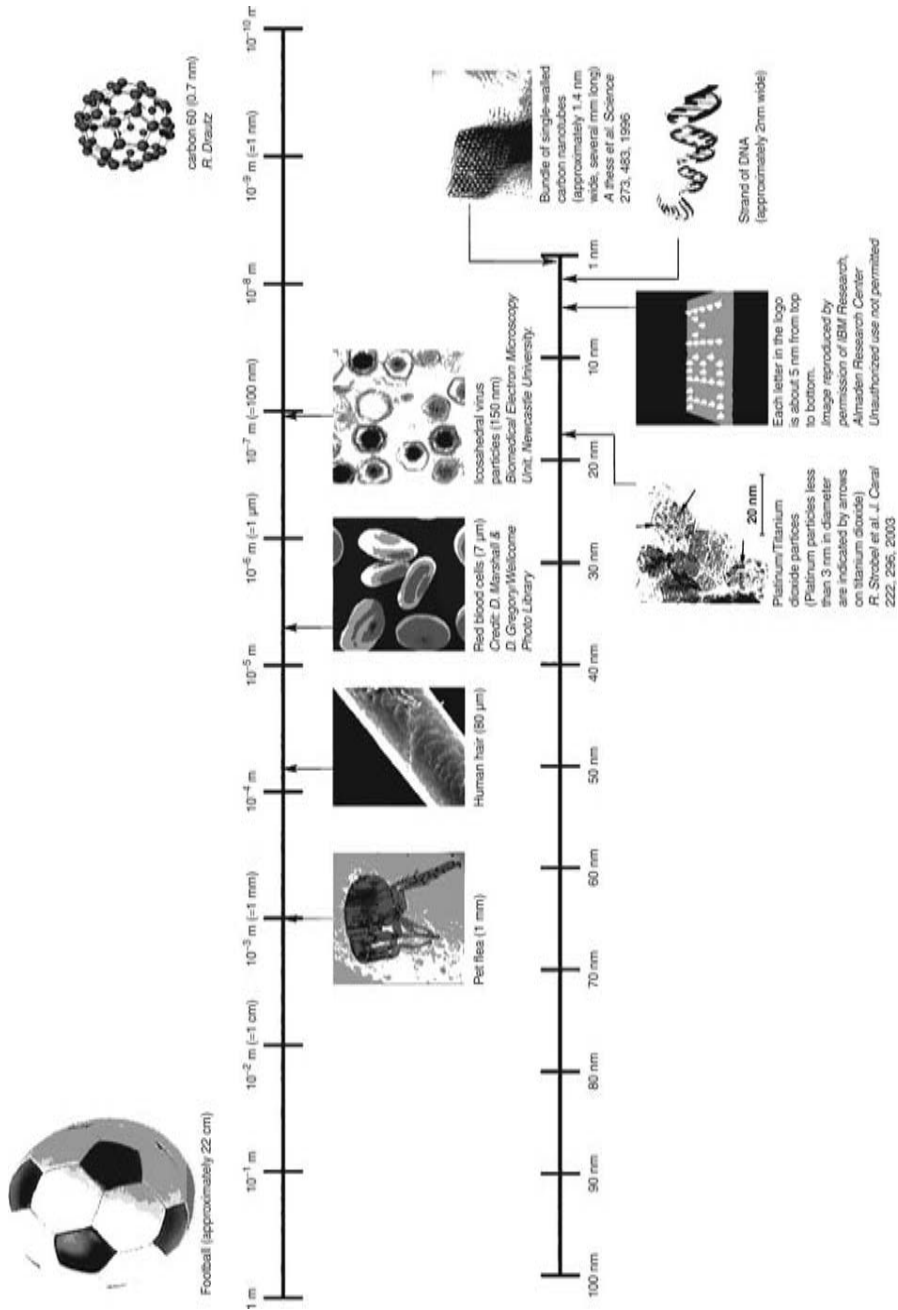 Football (approximately 22 cm)
carbon 60 (0.7 nm)
R. Drautz
1 m
10⁻¹ m
10⁻² m (=1 cm)
10⁻³ m (=1 mm)
10⁻⁴ m
10⁻⁵ m
10⁻⁶ m (=1 μm)
10⁻⁷ m (=100 nm)
10⁻⁸ m
10⁻⁹ m (=1 nm)
10⁻¹⁰ m
Pet flea (1 mm)
Human hair (80 μm)
Red blood cells (7 μm)
Credit: D. Marshall &
D. Gregory/Wellcome
Photo Library
Icosahedral virus
particles (150 nm)
Biomedical Electron Microscopy
Unit, Newcastle University.
Bundle of single-walled
carbon nanotubes
(approximately 1.4 nm
wide, several mm long)
A thess et al. Science
273, 483, 1996
100 nm
90 nm
80 nm
70 nm
60 nm
50 nm
40 nm
30 nm
20 nm
10 nm
1 nm
20 nm
Platinum/Titanium
dioxide partices
(Platinum particles less
than 3 nm in diameter
are indicated by arrows
on titanium dioxide)
R. Strobel et al. J. Caral
222, 296, 2003
IBM
Each letter in the logo
is about 5 nm from top
to bottom.
Image reproduced by
permission of IBM Research,
Almaden Research Center
Unauthorized use not permitted
Strand of DNA
(approximately 2nm wide)